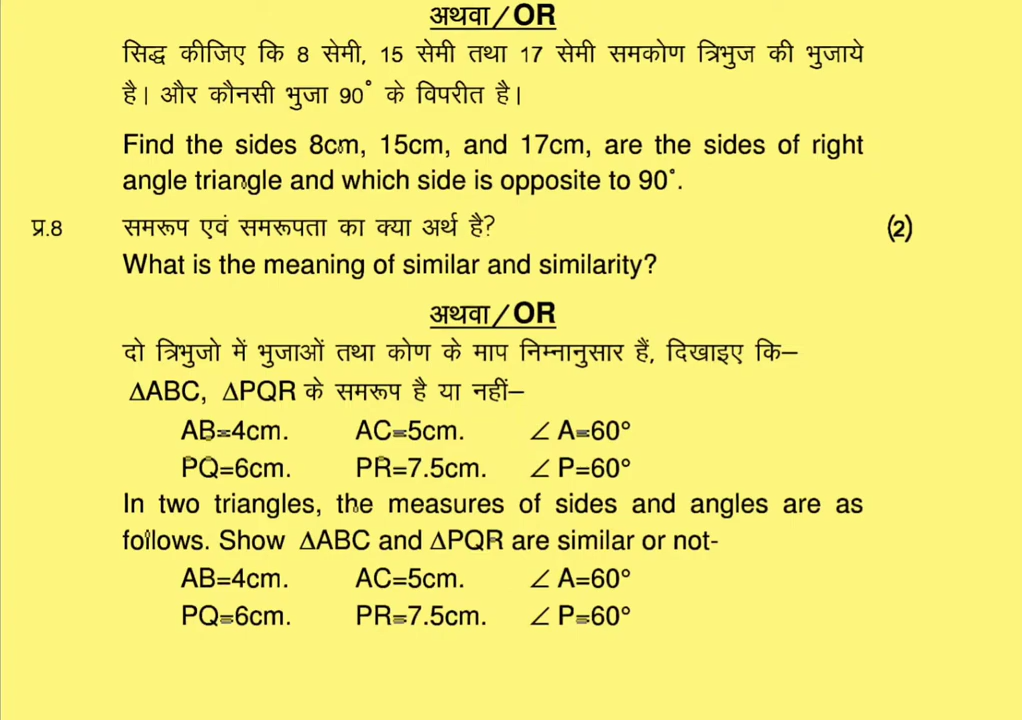 अथवा/OR
सिद्ध कीजिए कि 8 सेमी, 15 सेमी तथा 17 सेमी समकोण त्रिभुज की भुजाये
है। और कौनसी भुजा 90° के विपरीत है।
Find the sides 8cm, 15cm, and 17cm, are the sides of right
angle triangle and which side is opposite to 90°.
प्र.8 समरूप एवं समरूपता का क्या अर्थ है? (2)
What is the meaning of similar and similarity?
अथवा/OR
दो त्रिभुजो में भुजाओं तथा कोण के माप निम्नानुसार हैं, दिखाइए कि–
∆ABC, ∆PQR के समरूप है या नहीं–
AB=4cm. AC=5cm. ∠ A=60°
PQ=6cm. PR=7.5cm. ∠ P=60°
In two triangles, the measures of sides and angles are as
follows. Show ∆ABC and ∆PQR are similar or not-
AB=4cm. AC=5cm. ∠ A=60°
PQ=6cm. PR=7.5cm. ∠ P=60°